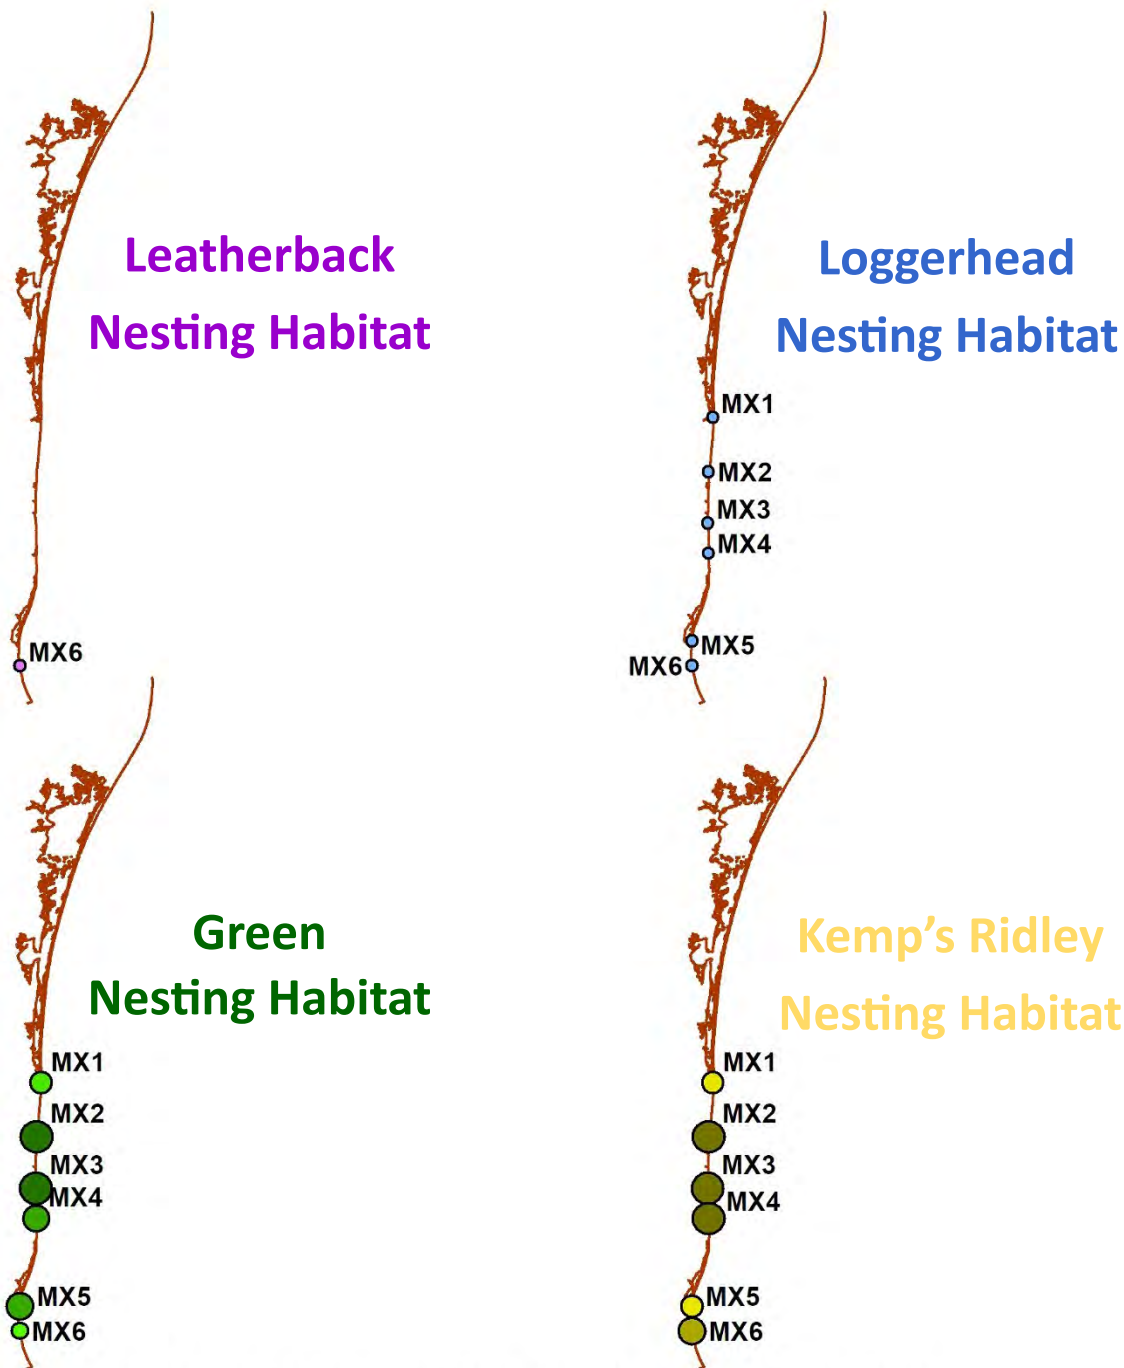 Leatherback
Nesting Habitat
MX6
Loggerhead
Nesting Habitat
MX1
MX2
MX3
MX4
MX5
MX6
Green
Nesting Habitat
MX1
MX2
MX3
MX4
MX5
MX6
Kemp’s Ridley
Nesting Habitat
MX1
MX2
MX3
MX4
MX5
MX6